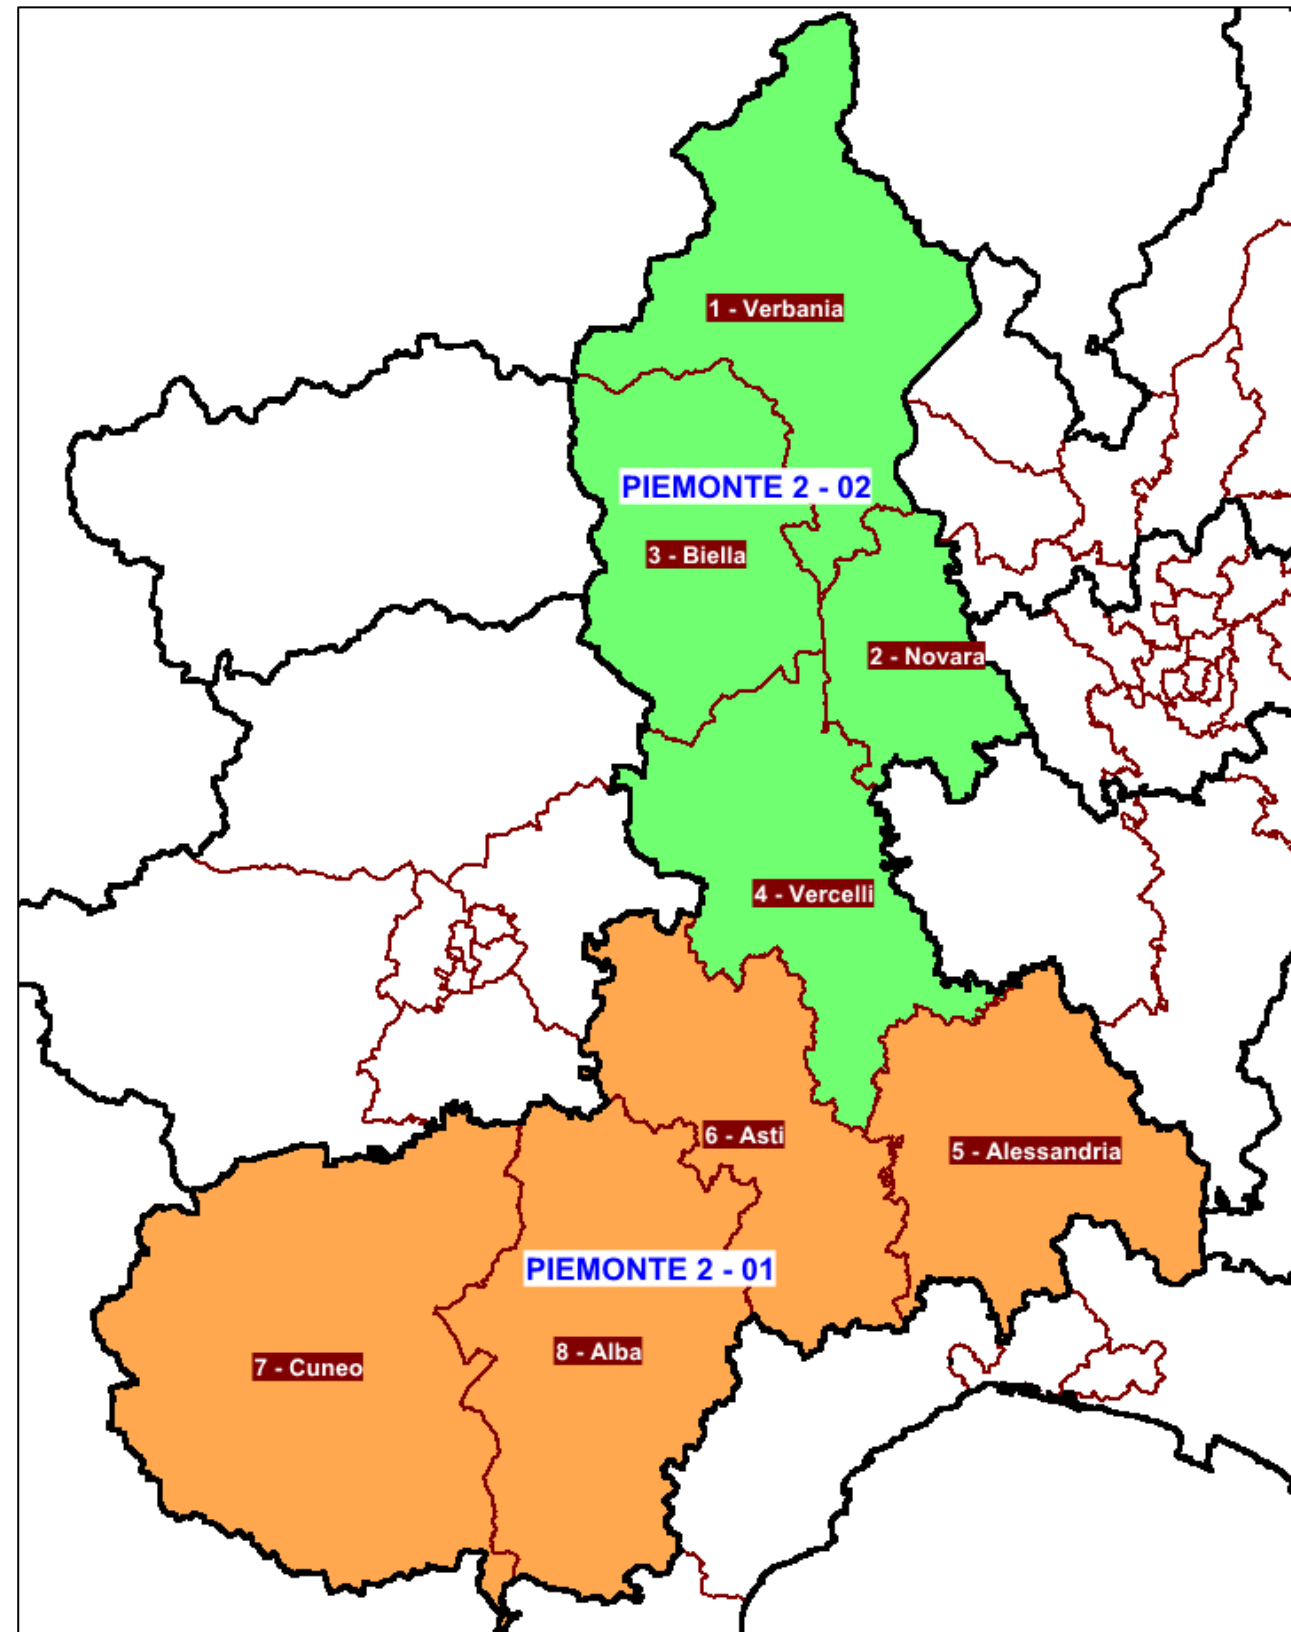 1 - Verbania
PIEMONTE 2 - 02
3 - Biella
2 - Novara
4 - Vercelli
6 - Asti
5 - Alessandria
PIEMONTE 2 - 01
8 - Alba
7 - Cuneo